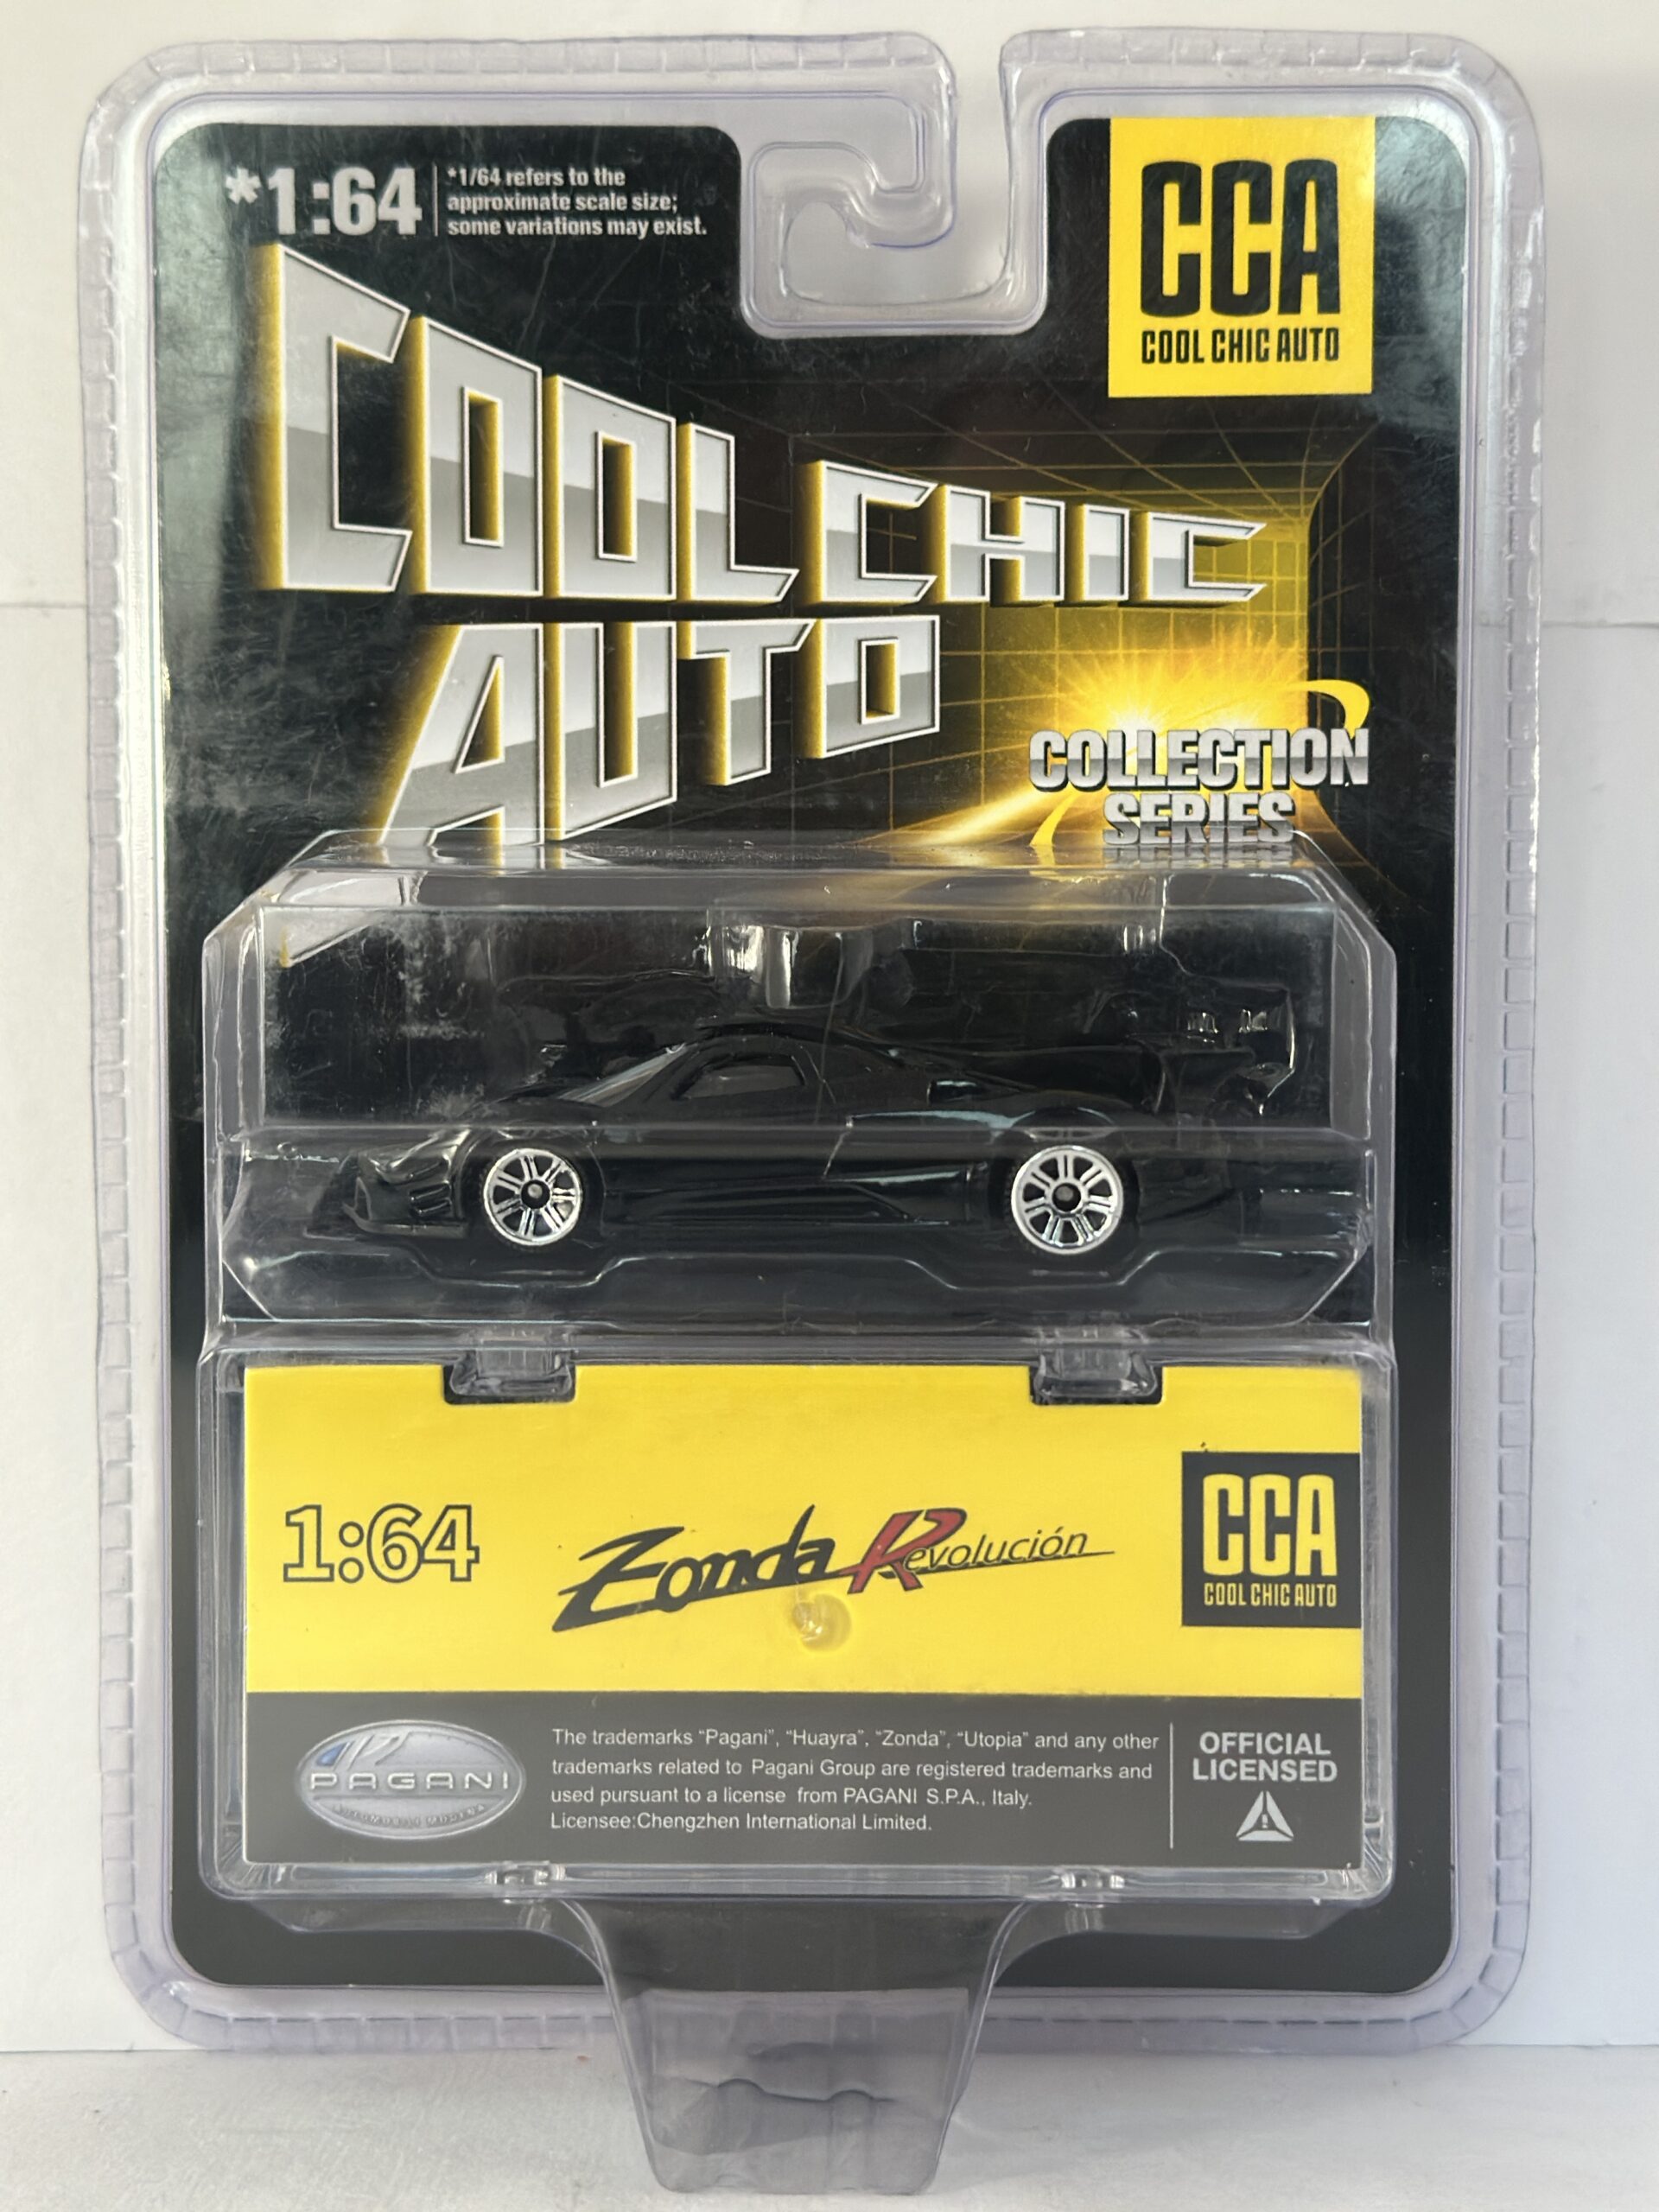 *1:64
*1/64 refers to the
approximate scale size;
some variations may exist.
CCA
COOL CHIC AUTO
COOL CHIC
AUTO
COLLECTION
SERIES
1:64
Zonda Revolución
CCA
COOL CHIC AUTO
PAGANI
AUTOMOBILI MODENA
The trademarks “Pagani”, “Huayra”, “Zonda”, “Utopia” and any other
trademarks related to Pagani Group are registered trademarks and
used pursuant to a license from PAGANI S.P.A., Italy.
Licensee:Chengzhen International Limited.
OFFICIAL
LICENSED